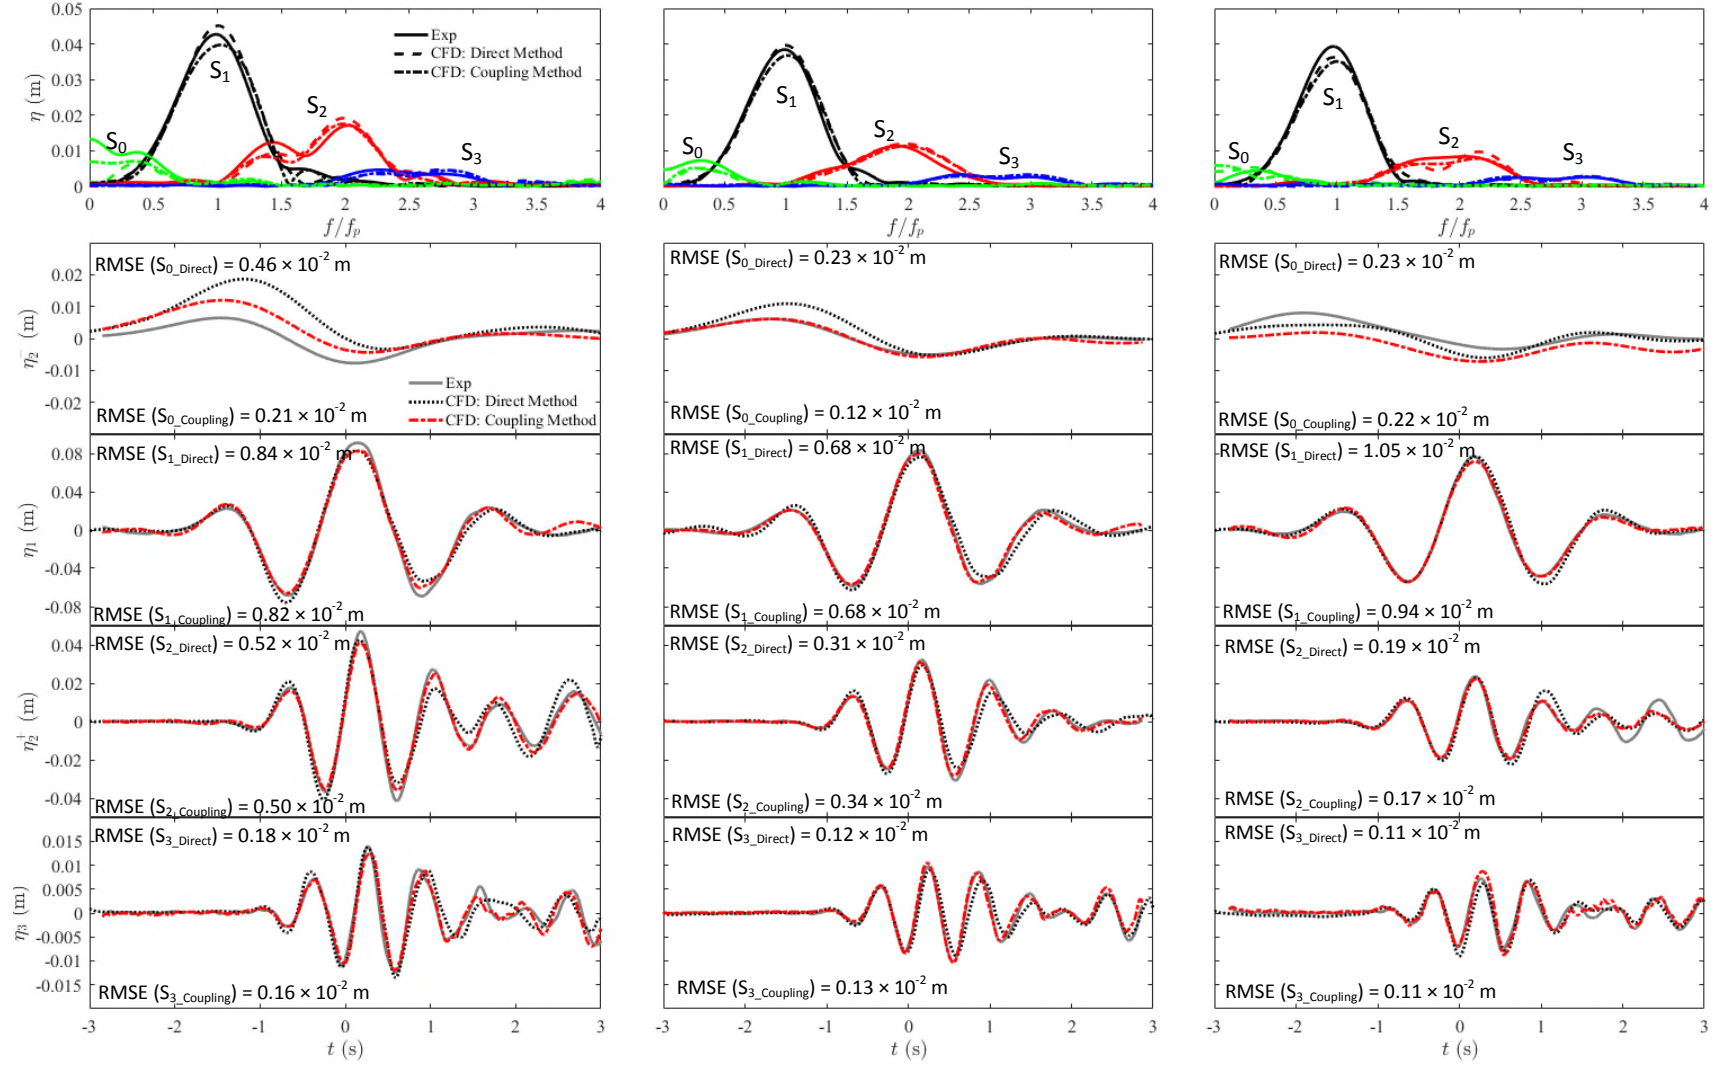 0.05
0.04
0.03
0.02
0.01
0
η (m)
Exp
CFD: Direct Method
CFD: Coupling Method
S0
S1
S2
S3
0 0.5 1 1.5 2 2.5 3 3.5 4
f/fp
S0
S1
S2
S3
0 0.5 1 1.5 2 2.5 3 3.5 4
f/fp
S0
S1
S2
S3
0 0.5 1 1.5 2 2.5 3 3.5 4
f/fp
0.02
0.01
0
-0.01
-0.02
η2⁻ (m)
RMSE (S0_Direct) = 0.46 × 10⁻² m
Exp
CFD: Direct Method
CFD: Coupling Method
RMSE (S0_Coupling) = 0.21 × 10⁻² m
RMSE (S0_Direct) = 0.23 × 10⁻² m
RMSE (S0_Coupling) = 0.12 × 10⁻² m
RMSE (S0_Direct) = 0.23 × 10⁻² m
RMSE (S0_Coupling) = 0.22 × 10⁻² m
0.08
0.04
0
-0.04
-0.08
η1 (m)
RMSE (S1_Direct) = 0.84 × 10⁻² m
RMSE (S1_Coupling) = 0.82 × 10⁻² m
RMSE (S1_Direct) = 0.68 × 10⁻² m
RMSE (S1_Coupling) = 0.68 × 10⁻² m
RMSE (S1_Direct) = 1.05 × 10⁻² m
RMSE (S1_Coupling) = 0.94 × 10⁻² m
0.04
0.02
0
-0.02
-0.04
η2⁺ (m)
RMSE (S2_Direct) = 0.52 × 10⁻² m
RMSE (S2_Coupling) = 0.50 × 10⁻² m
RMSE (S2_Direct) = 0.31 × 10⁻² m
RMSE (S2_Coupling) = 0.34 × 10⁻² m
RMSE (S2_Direct) = 0.19 × 10⁻² m
RMSE (S2_Coupling) = 0.17 × 10⁻² m
0.015
0.01
0.005
0
-0.005
-0.01
-0.015
η3 (m)
RMSE (S3_Direct) = 0.18 × 10⁻² m
RMSE (S3_Coupling) = 0.16 × 10⁻² m
RMSE (S3_Direct) = 0.12 × 10⁻² m
RMSE (S3_Coupling) = 0.13 × 10⁻² m
RMSE (S3_Direct) = 0.11 × 10⁻² m
RMSE (S3_Coupling) = 0.11 × 10⁻² m
-3 -2 -1 0 1 2 3
t (s)
-3 -2 -1 0 1 2 3
t (s)
-3 -2 -1 0 1 2 3
t (s)